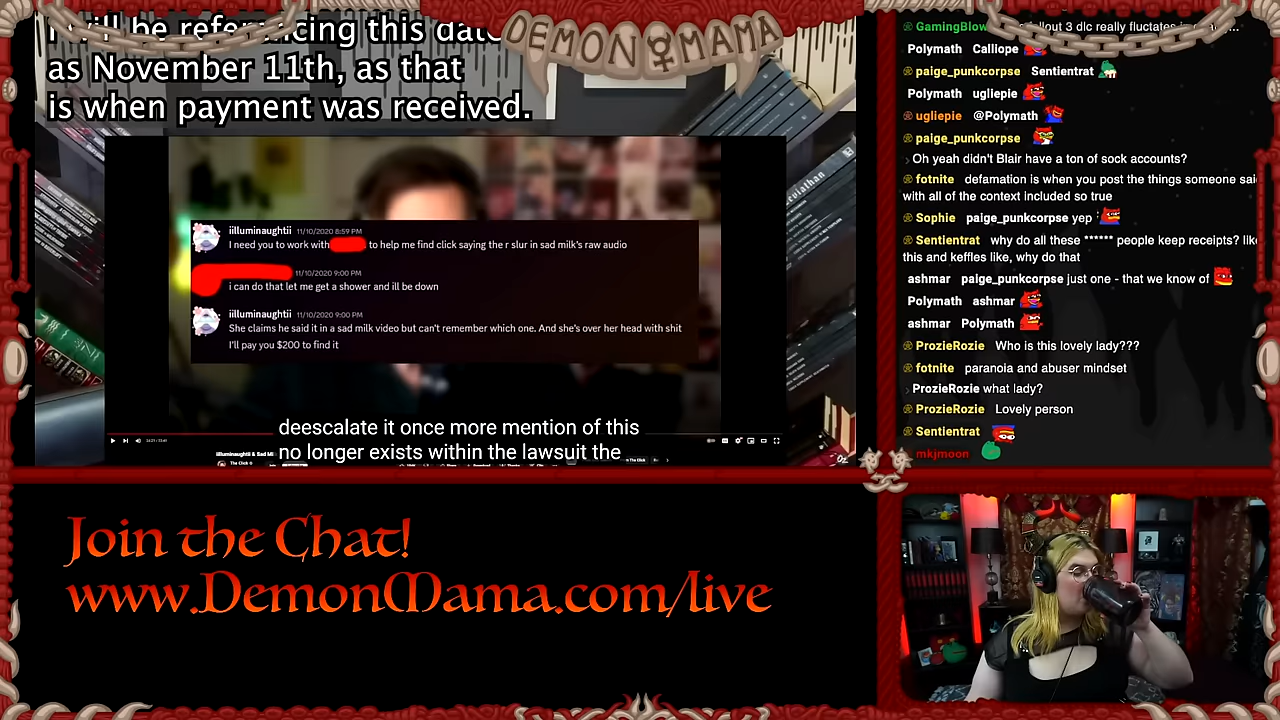 I will be referencing this date
as November 11th, as that
is when payment was received.
DEMON MAMA
iilluminaughtii 11/10/2020 8:59 PM
I need you to work with to help me find click saying the r slur in sad milk's raw audio
11/10/2020 9:00 PM
i can do that let me get a shower and ill be down
iilluminaughtii 11/10/2020 9:00 PM
She claims he said it in a sad milk video but can't remember which one. And she's over her head with shit
I'll pay you $200 to find it
deescalate it once more mention of this
no longer exists within the lawsuit the
iilluminaughtii & Sad Mi
The Click
Polymath Calliope
paige_punkcorpse Sentientrat
Polymath ugliepie
ugliepie @Polymath
paige_punkcorpse
Oh yeah didn't Blair have a ton of sock accounts?
fotnite defamation is when you post the things someone said
with all of the context included so true
Sophie paige_punkcorpse yep
Sentientrat why do all these ****** people keep receipts? like
this and keffles like, why do that
ashmar paige_punkcorpse just one - that we know of
Polymath ashmar
ashmar Polymath
ProzieRozie Who is this lovely lady???
fotnite paranoia and abuser mindset
ProzieRozie what lady?
ProzieRozie Lovely person
Sentientrat
mkjmoon
Join the Chat!
www.DemonMama.com/live